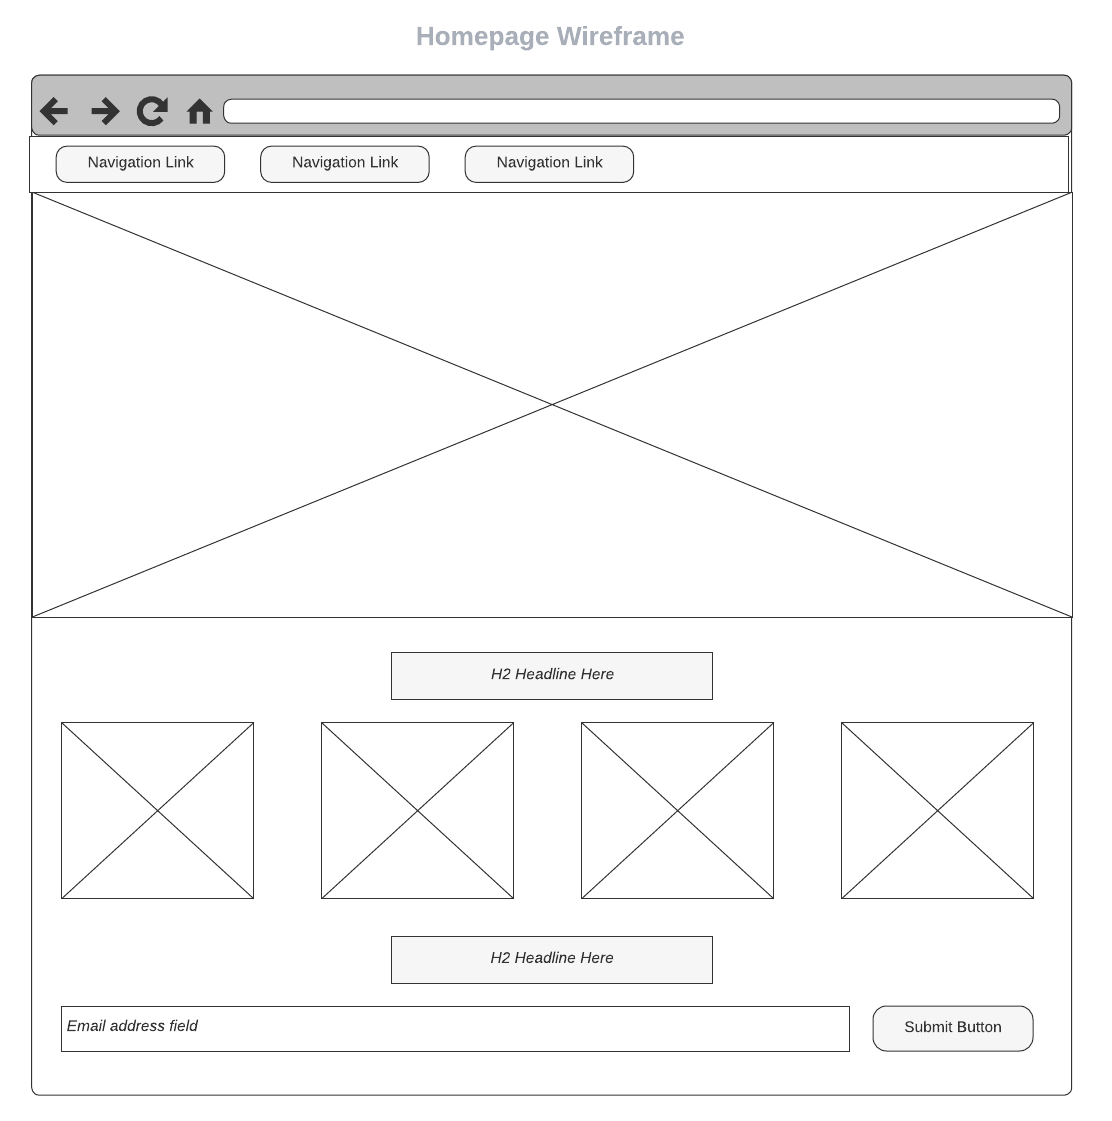 Homepage Wireframe
Navigation Link
Navigation Link
Navigation Link
H2 Headline Here
H2 Headline Here
Email address field
Submit Button